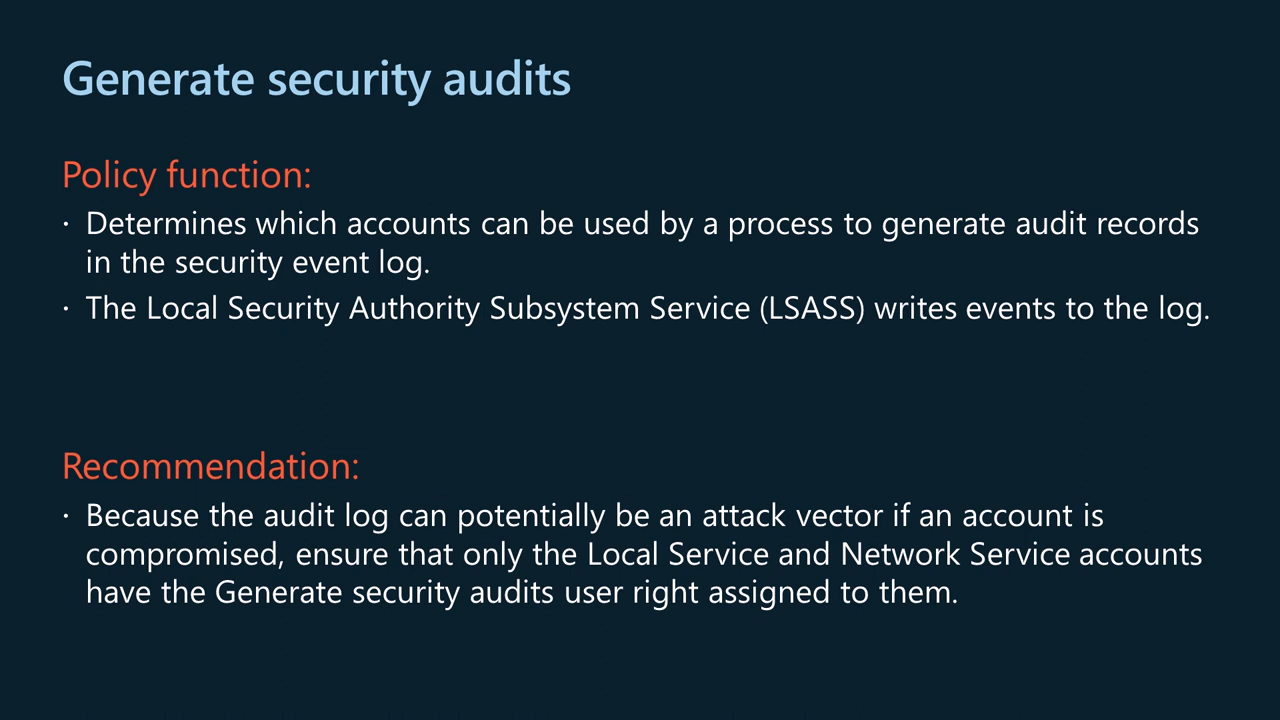 Generate security audits
Policy function:
· Determines which accounts can be used by a process to generate audit records
in the security event log.
· The Local Security Authority Subsystem Service (LSASS) writes events to the log.
Recommendation:
· Because the audit log can potentially be an attack vector if an account is
compromised, ensure that only the Local Service and Network Service accounts
have the Generate security audits user right assigned to them.